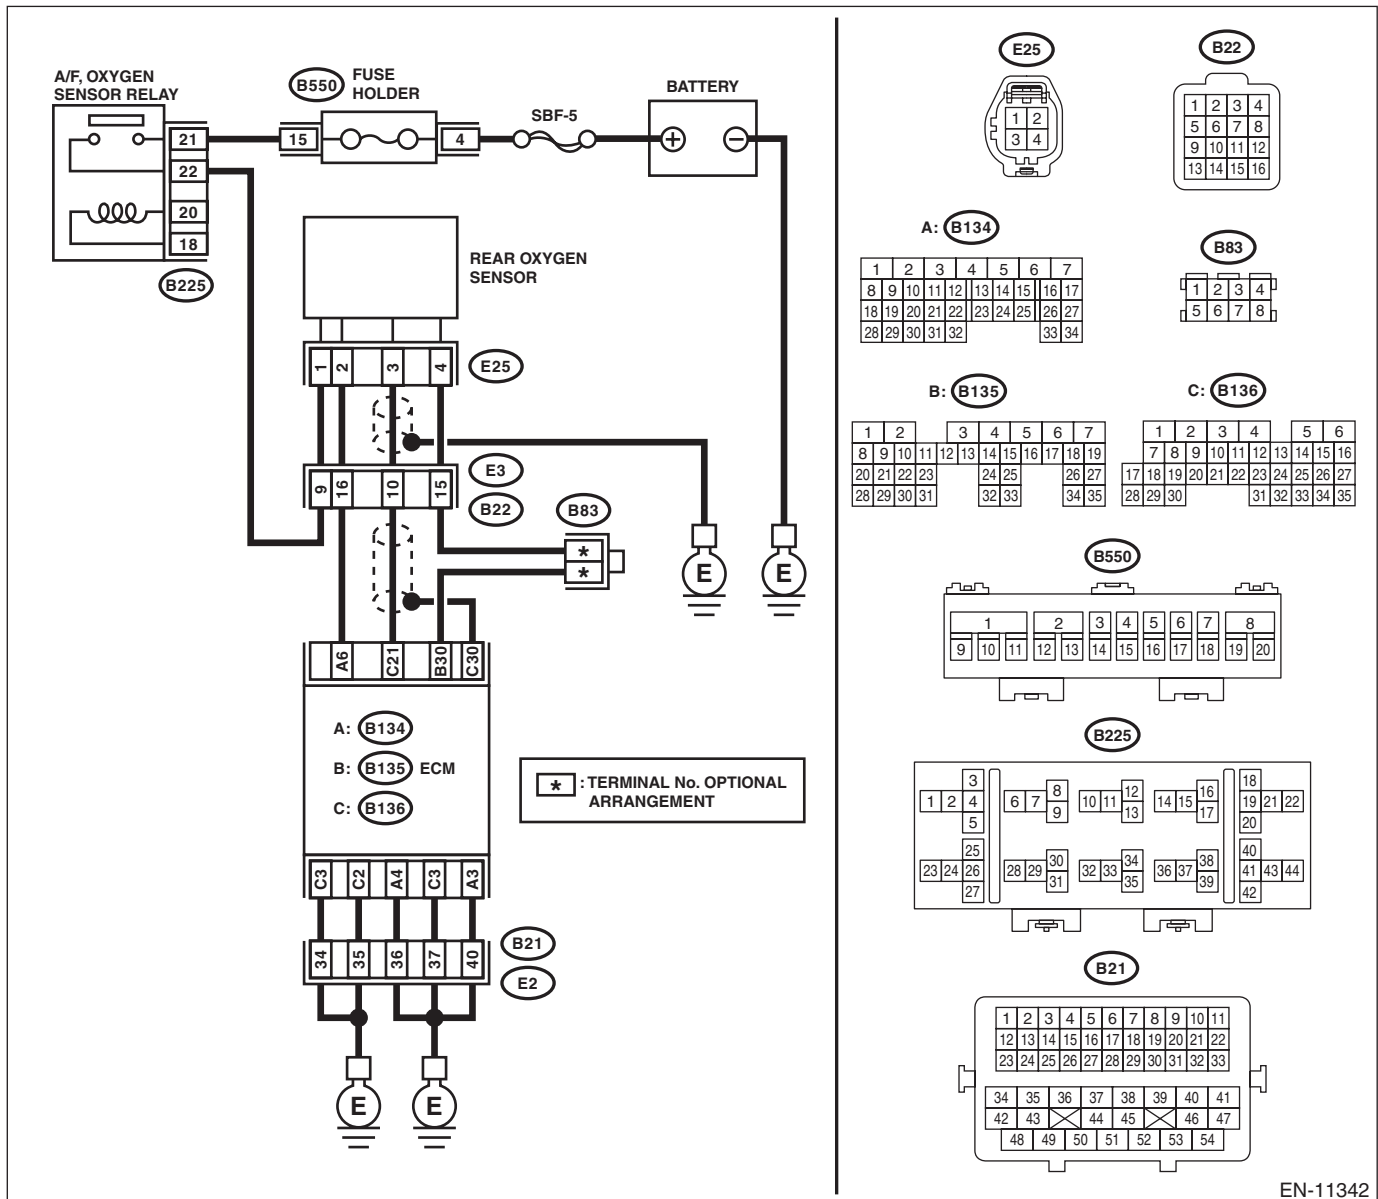 A/F, OXYGEN
SENSOR RELAY
B550
FUSE
HOLDER
SBF-5
BATTERY
21
22
20
18
15
4
+
−
B225
REAR OXYGEN
SENSOR
1 2 3 4
E25
9 16 10 15
E3
B22
B83
*
*
E
E
A6 C21 B30 C30
A: B134
B: B135 ECM
C: B136
* : TERMINAL No. OPTIONAL
ARRANGEMENT
C3 C2 A4 C3 A3
34 35 36 37 40
B21
E2
E
E
E25
1 2
3 4
B22
1 2 3 4
5 6 7 8
9 10 11 12
13 14 15 16
A: B134
1 2 3 4 5 6 7
8 9 10 11 12 13 14 15 16 17
18 19 20 21 22 23 24 25 26 27
28 29 30 31 32 33 34
B83
1 2 3 4
5 6 7 8
B: B135
1 2 3 4 5 6 7
8 9 10 11 12 13 14 15 16 17 18 19
20 21 22 23 24 25 26 27
28 29 30 31 32 33 34 35
C: B136
1 2 3 4 5 6
7 8 9 10 11 12 13 14 15 16
17 18 19 20 21 22 23 24 25 26 27
28 29 30 31 32 33 34 35
B550
1 2 3 4 5 6 7 8
9 10 11 12 13 14 15 16 17 18 19 20
B225
3 8 12 16 18
1 2 4 6 7 10 11 14 15 19 21 22
5 9 13 17 20
25 30 34 38 40
23 24 26 28 29 32 33 36 37 41 43 44
27 31 35 39 42
B21
1 2 3 4 5 6 7 8 9 10 11
12 13 14 15 16 17 18 19 20 21 22
23 24 25 26 27 28 29 30 31 32 33
34 35 36 37 38 39 40 41
42 43 44 45 46 47
48 49 50 51 52 53 54
EN-11342